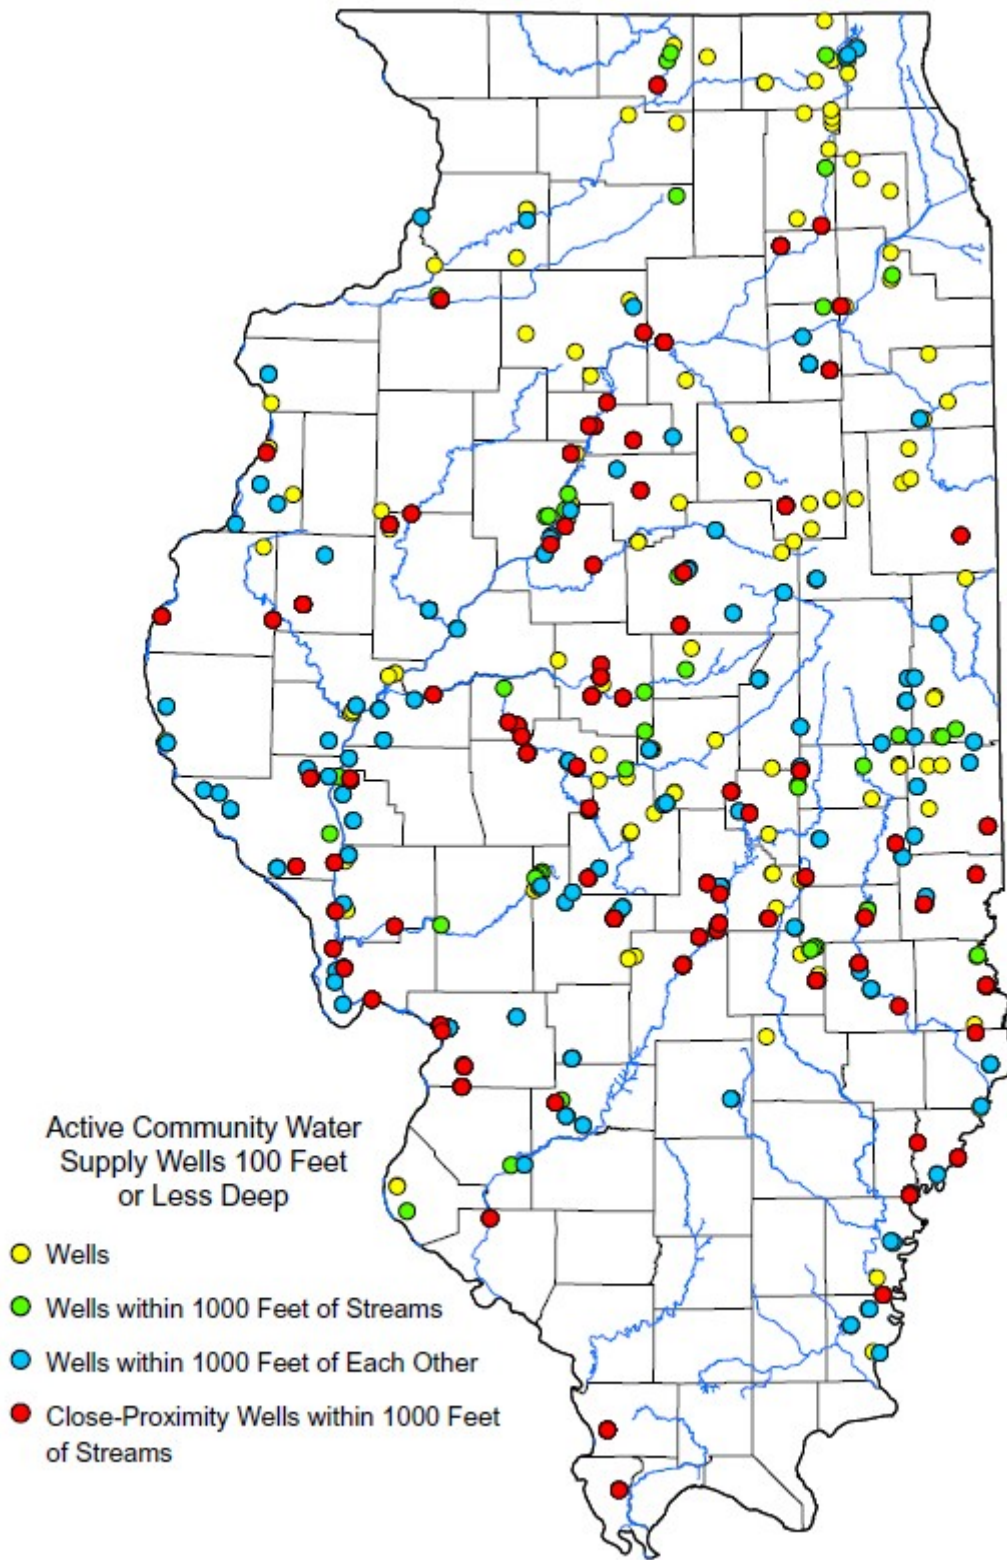 Active Community Water
Supply Wells 100 Feet
or Less Deep
Wells
Wells within 1000 Feet of Streams
Wells within 1000 Feet of Each Other
Close-Proximity Wells within 1000 Feet
of Streams